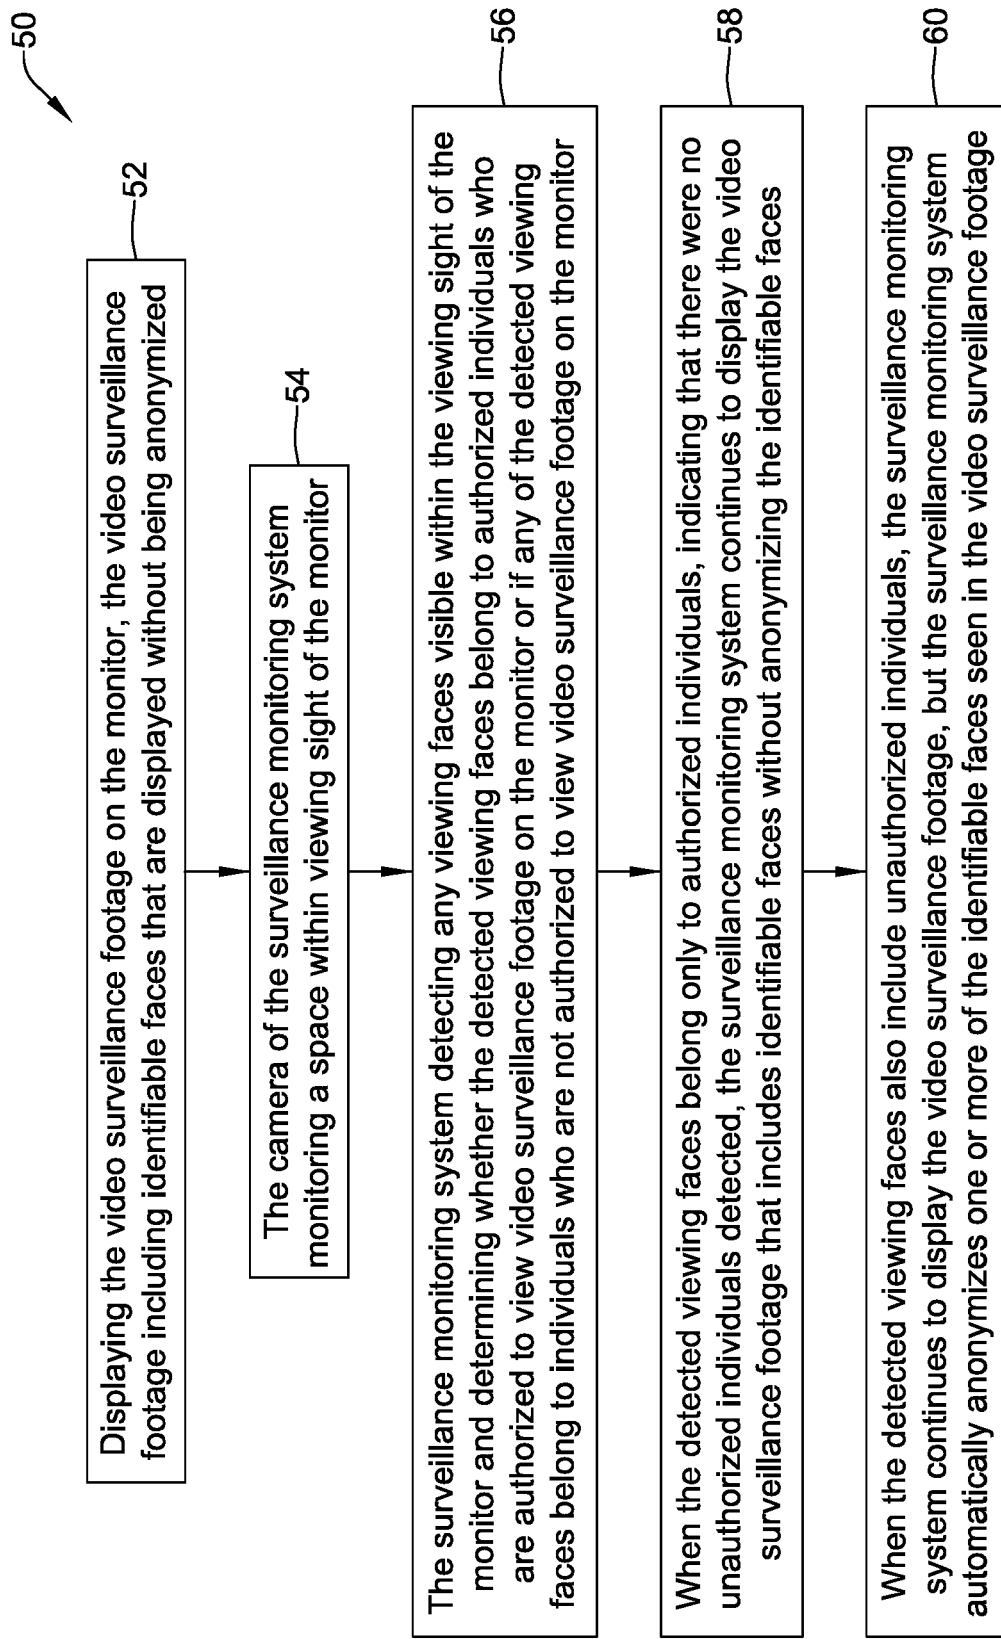 50
52
Displaying the video surveillance footage on the monitor, the video surveillance
footage including identifiable faces that are displayed without being anonymized
54
The camera of the surveillance monitoring system
monitoring a space within viewing sight of the monitor
56
The surveillance monitoring system detecting any viewing faces visible within the viewing sight of the
monitor and determining whether the detected viewing faces belong to authorized individuals who
are authorized to view video surveillance footage on the monitor or if any of the detected viewing
faces belong to individuals who are not authorized to view video surveillance footage on the monitor
58
When the detected viewing faces belong only to authorized individuals, indicating that there were no
unauthorized individuals detected, the surveillance monitoring system continues to display the video
surveillance footage that includes identifiable faces without anonymizing the identifiable faces
60
When the detected viewing faces also include unauthorized individuals, the surveillance monitoring
system continues to display the video surveillance footage, but the surveillance monitoring system
automatically anonymizes one or more of the identifiable faces seen in the video surveillance footage